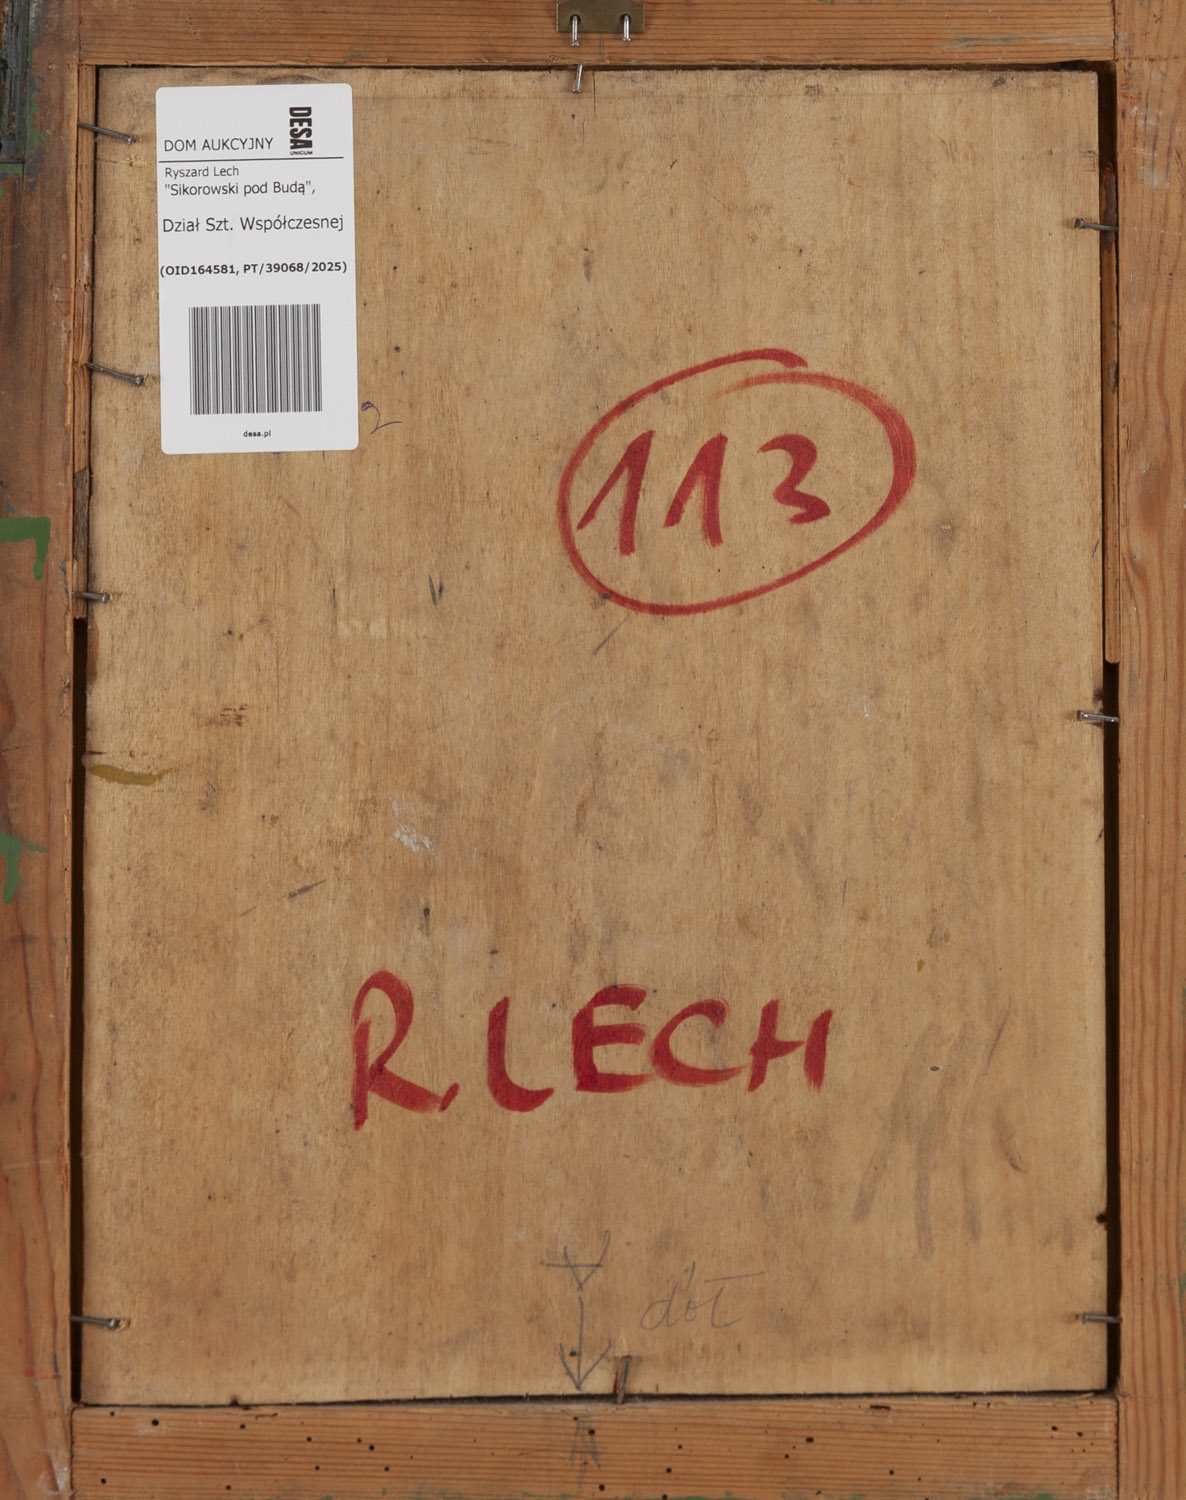 DESA
UNICUM
DOM AUKCYJNY
Ryszard Lech
"Sikorowski pod Budą",
Dział Szt. Współczesnej
(OID164581, PT/39068/2025)
desa.pl
2
113
R. LECH
dół